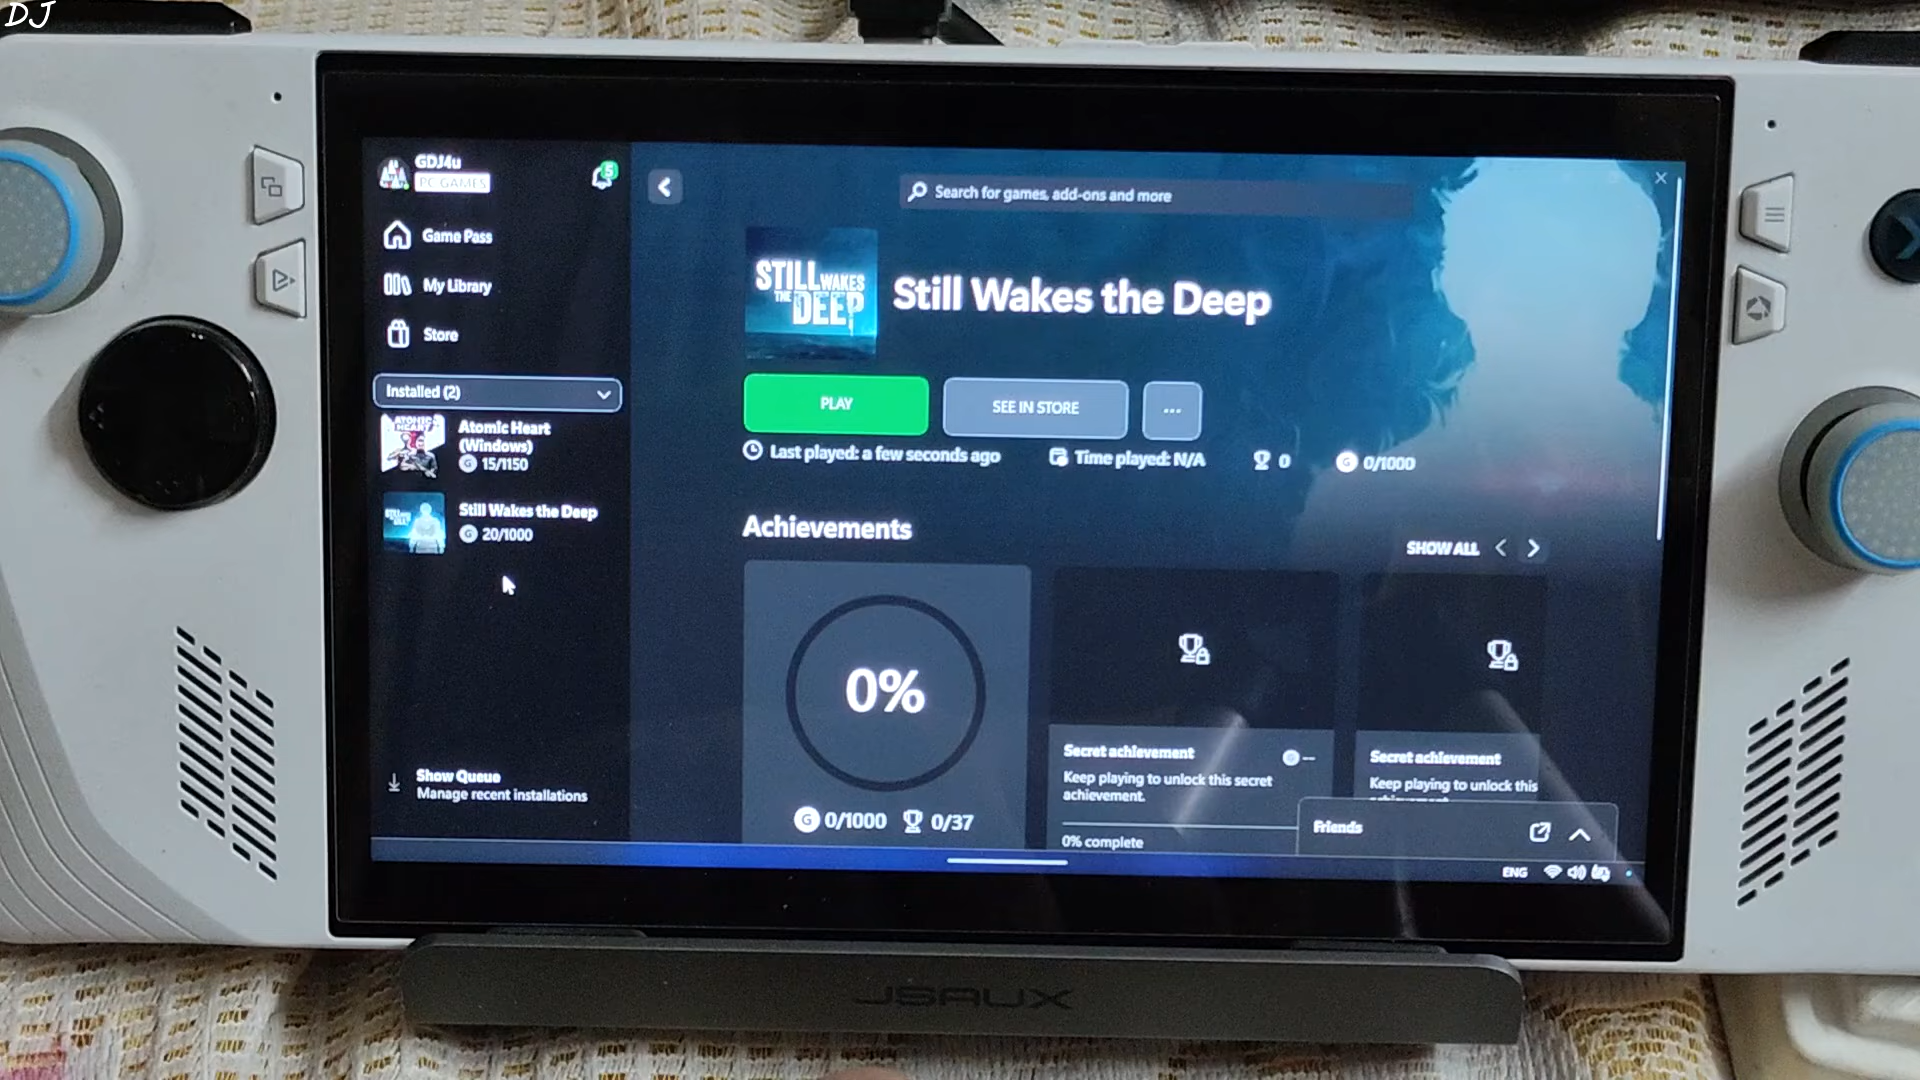 DJ
GDJ4u
PC GAMES
5
Game Pass
My Library
Store
Installed (2)
ATOMIC HEART
Atomic Heart
(Windows)
G 15/1150
Still Wakes the Deep
G 20/1000
Show Queue
Manage recent installations
Search for games, add-ons and more
STILL WAKES
THE DEEP
Still Wakes the Deep
PLAY
SEE IN STORE
...
Last played: a few seconds ago
Time played: N/A
0
G 0/1000
Achievements
SHOW ALL
0%
G 0/1000
0/37
Secret achievement
--
Keep playing to unlock this secret
achievement.
0% complete
Secret achievement
Keep playing to unlock this
Friends
ENG
JSAUX